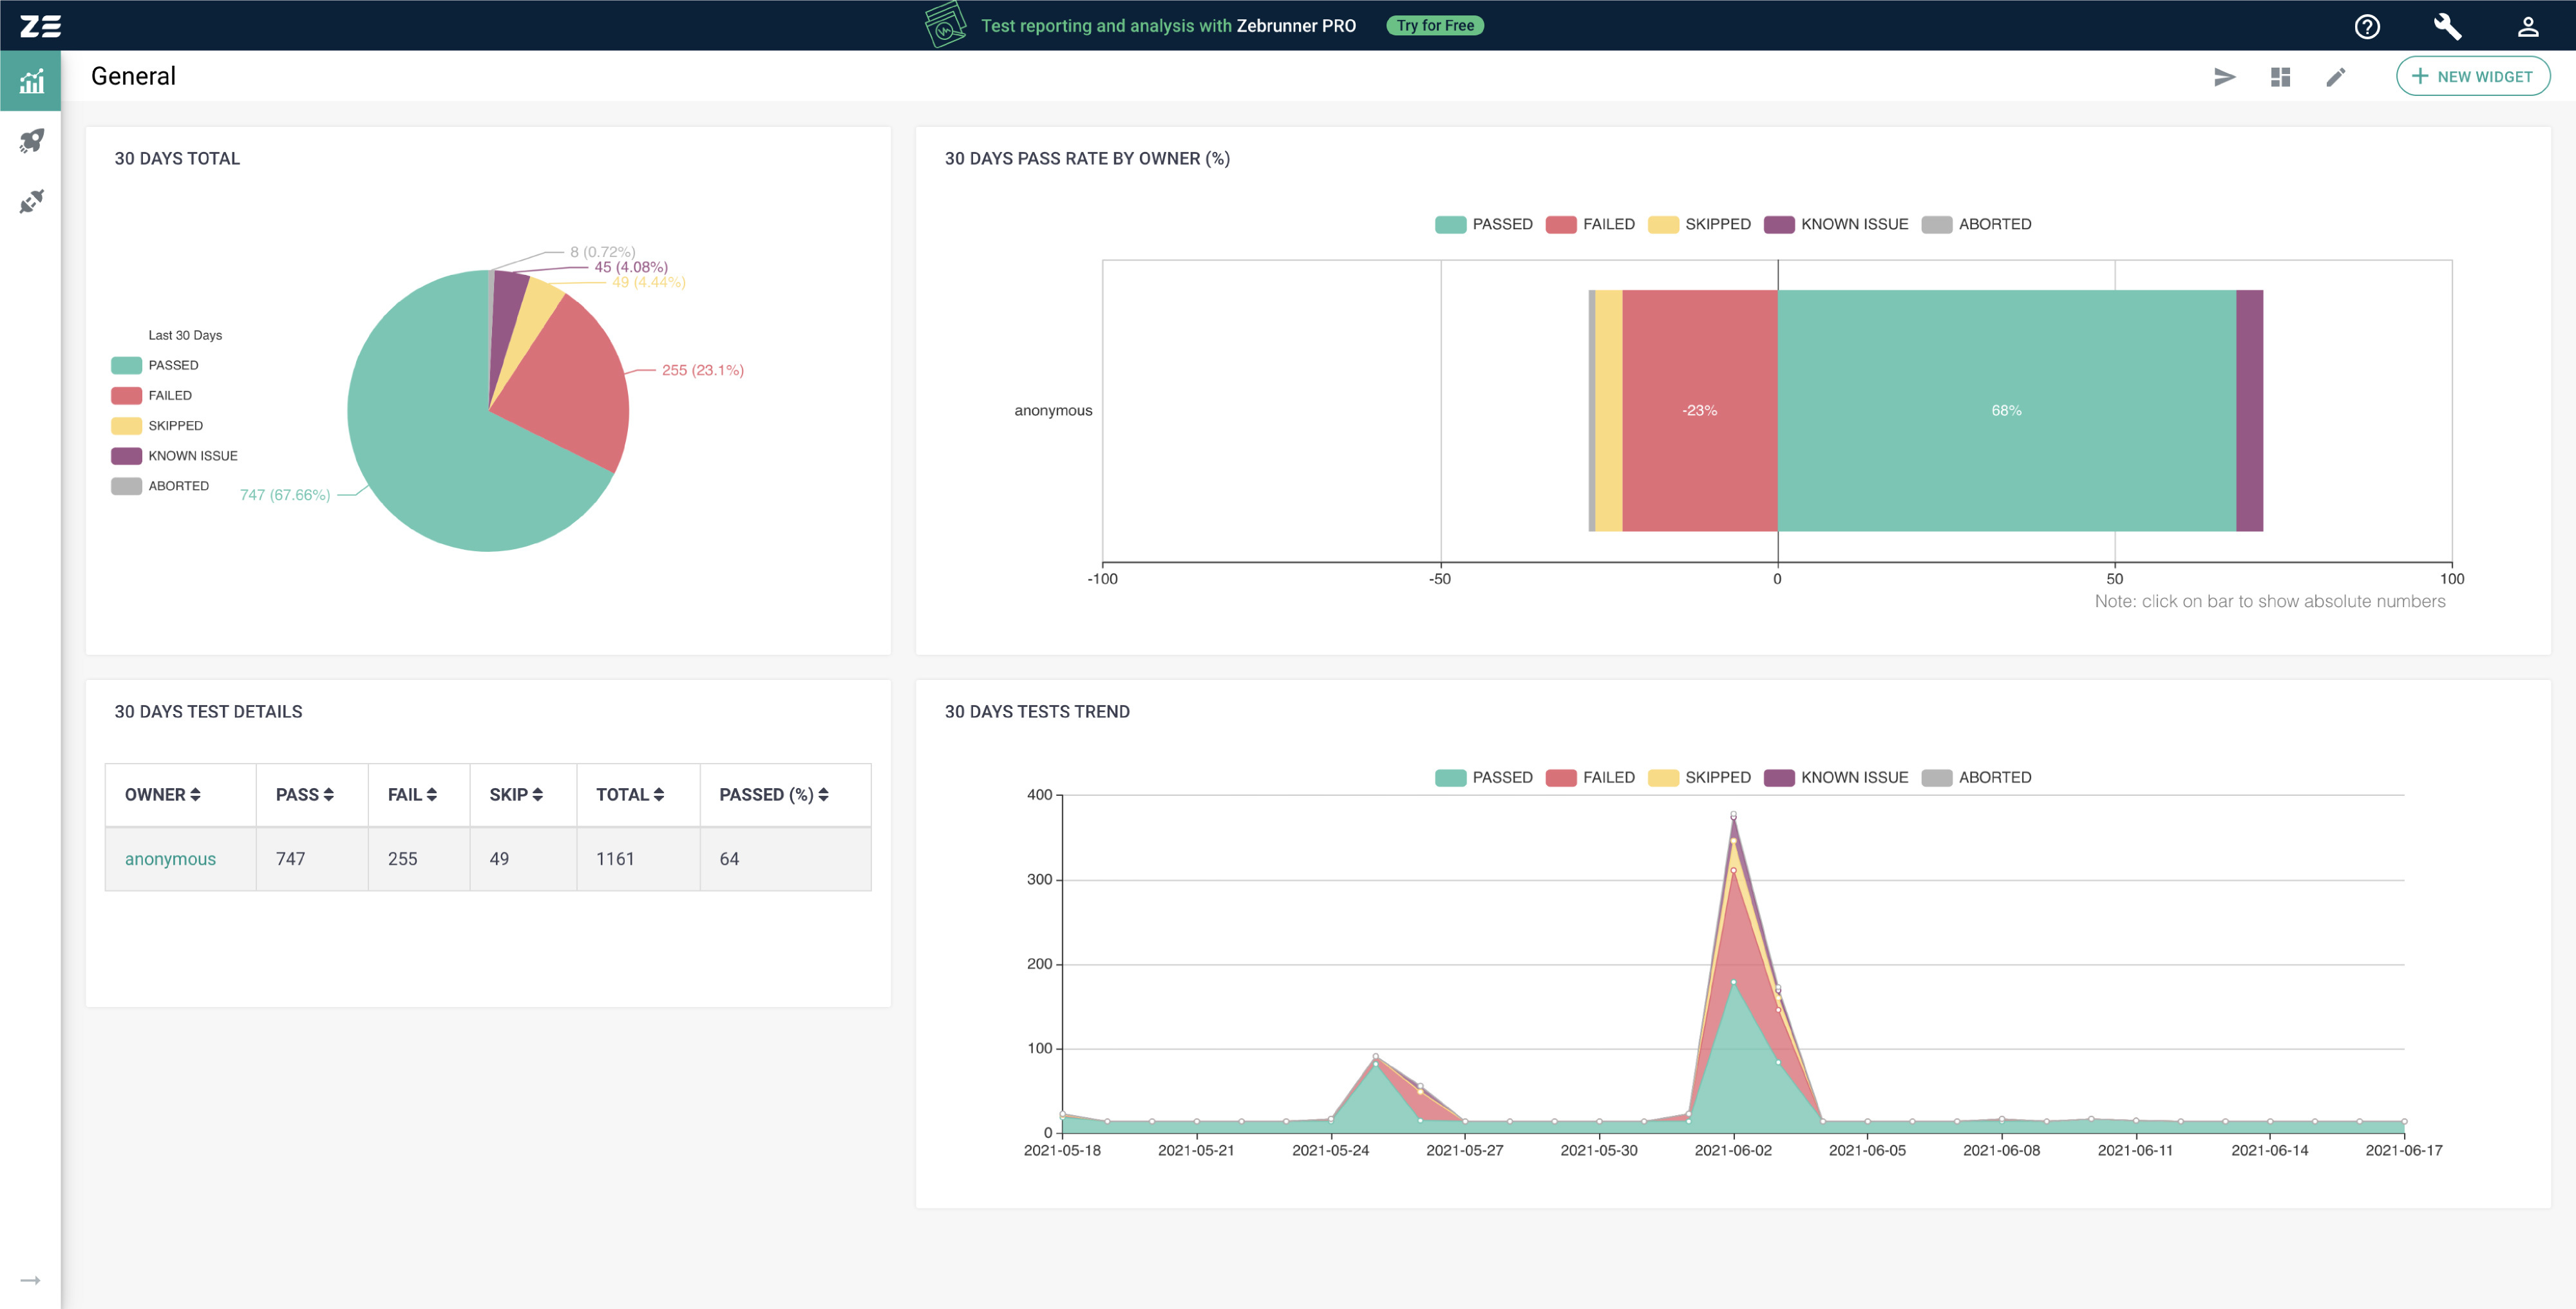 ZE
Test reporting and analysis with Zebrunner PRO Try for Free
General
NEW WIDGET
30 DAYS TOTAL
8 (0.72%)
45 (4.08%)
49 (4.44%)
Last 30 Days
PASSED
FAILED
SKIPPED
KNOWN ISSUE
ABORTED
255 (23.1%)
747 (67.66%)
30 DAYS PASS RATE BY OWNER (%)
PASSED FAILED SKIPPED KNOWN ISSUE ABORTED
anonymous -23% 68%
-100 -50 0 50 100
Note: click on bar to show absolute numbers
30 DAYS TEST DETAILS
OWNER PASS FAIL SKIP TOTAL PASSED (%)
anonymous 747 255 49 1161 64
30 DAYS TESTS TREND
PASSED FAILED SKIPPED KNOWN ISSUE ABORTED
400
300
200
100
0
2021-05-18 2021-05-21 2021-05-24 2021-05-27 2021-05-30 2021-06-02 2021-06-05 2021-06-08 2021-06-11 2021-06-14 2021-06-17